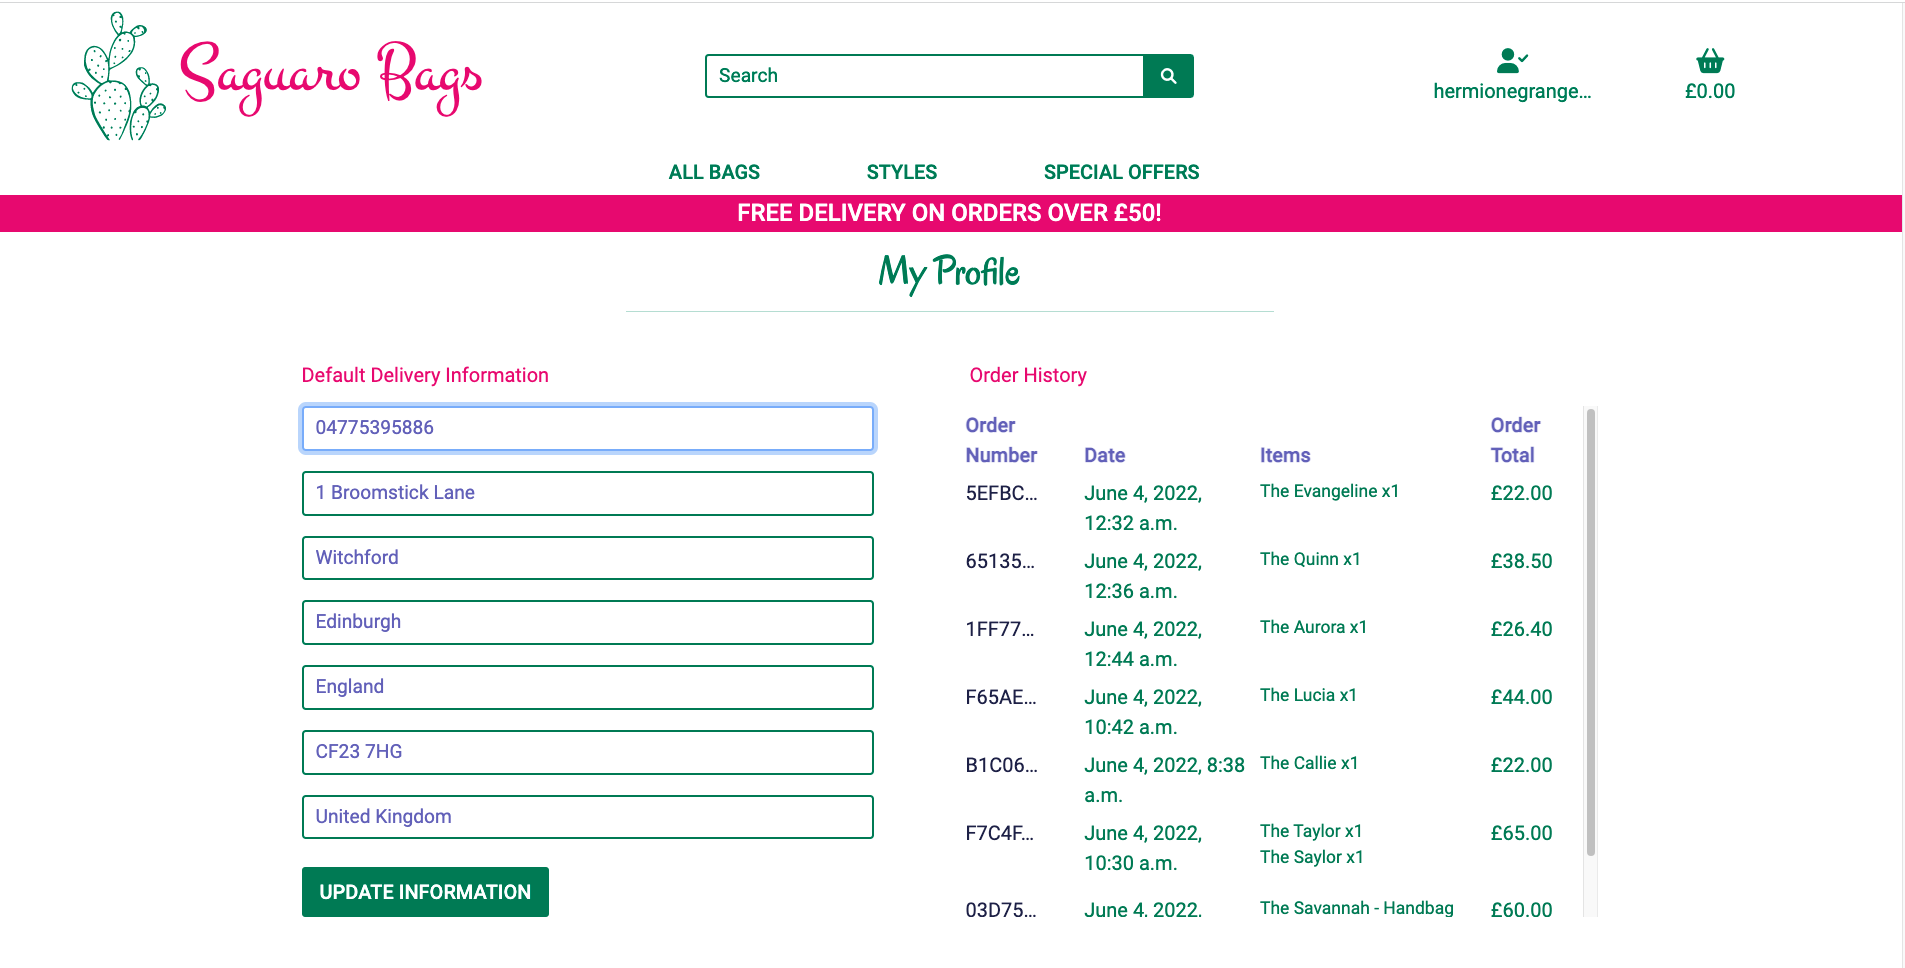 Saguaro Bags
Search
hermionegrange...
£0.00
ALL BAGS STYLES SPECIAL OFFERS
FREE DELIVERY ON ORDERS OVER £50!
My Profile
Default Delivery Information
04775395886
1 Broomstick Lane
Witchford
Edinburgh
England
CF23 7HG
United Kingdom
UPDATE INFORMATION
Order History
Order Number Date Items Order Total
5EFBC... June 4, 2022, 12:32 a.m. The Evangeline x1 £22.00
65135... June 4, 2022, 12:36 a.m. The Quinn x1 £38.50
1FF77... June 4, 2022, 12:44 a.m. The Aurora x1 £26.40
F65AE... June 4, 2022, 10:42 a.m. The Lucia x1 £44.00
B1C06... June 4, 2022, 8:38 a.m. The Callie x1 £22.00
F7C4F... June 4, 2022, 10:30 a.m. The Taylor x1 The Saylor x1 £65.00
03D75... June 4, 2022, The Savannah - Handbag £60.00